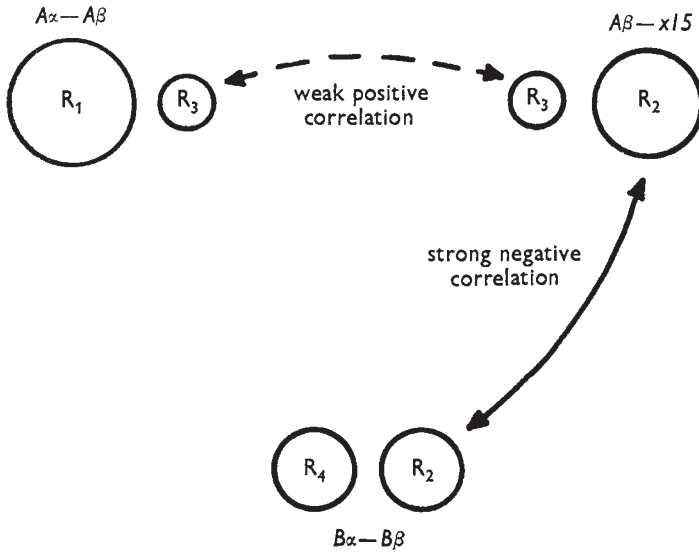 Aα—Aβ
Aβ—x15
R₁
R₃
R₃
R₂
weak positive
correlation
strong negative
correlation
R₄
R₂
Bα—Bβ